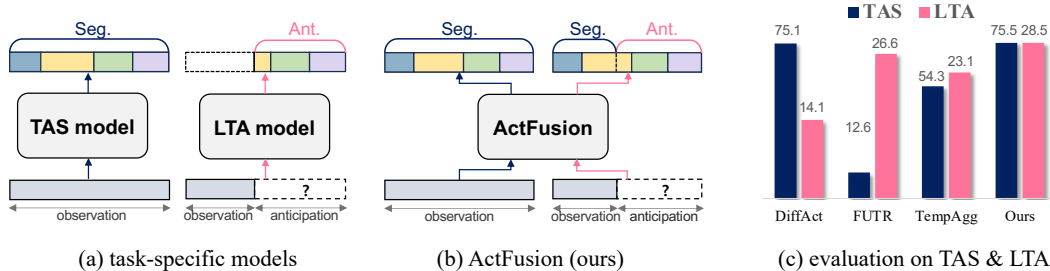 Seg.
Ant.
TAS model
LTA model
?
observation
observation
anticipation
(a) task-specific models
Seg.
Seg.
Ant.
ActFusion
?
observation
observation
anticipation
(b) ActFusion (ours)
TAS LTA
75.1
14.1
12.6
26.6
54.3
23.1
75.5 28.5
DiffAct FUTR TempAgg Ours
(c) evaluation on TAS & LTA